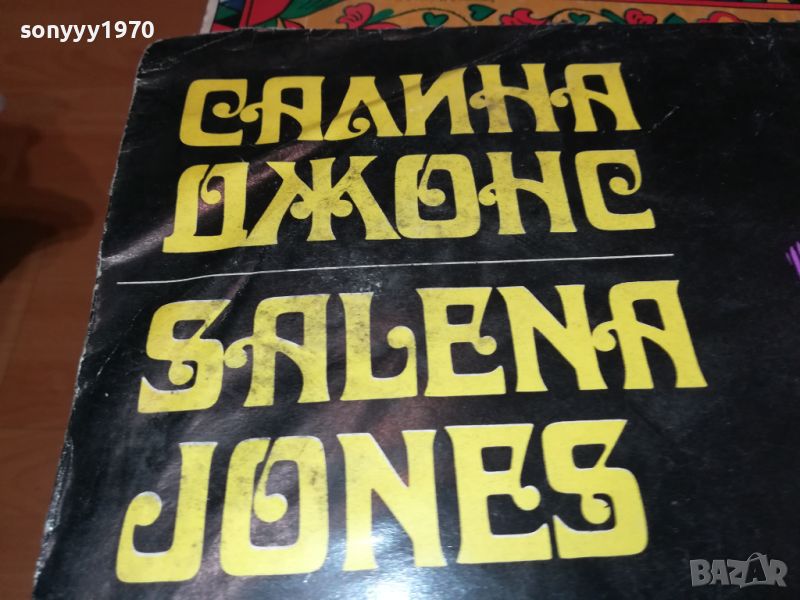 sonyyy1970
САЛИНА
ДЖОНС
SALENA
JONES
BAZAR